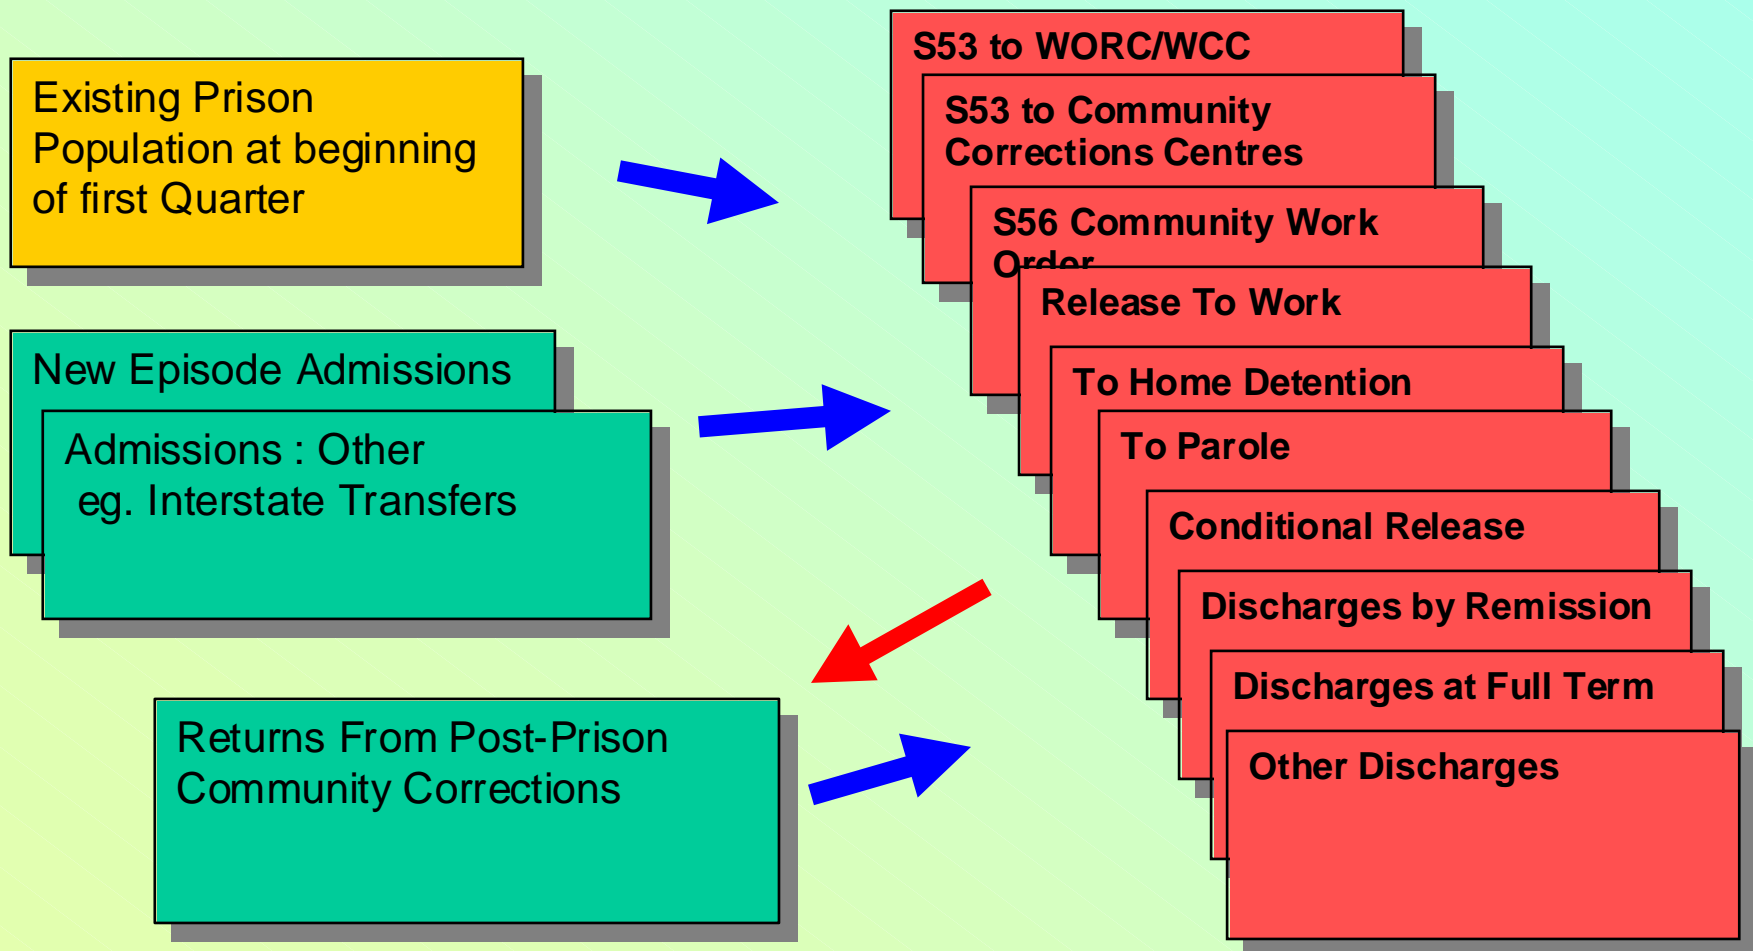 Existing Prison
Population at beginning
of first Quarter
New Episode Admissions
Admissions : Other
eg. Interstate Transfers
Returns From Post-Prison
Community Corrections
S53 to WORC/WCC
S53 to Community
Corrections Centres
S56 Community Work
Order
Release To Work
To Home Detention
To Parole
Conditional Release
Discharges by Remission
Discharges at Full Term
Other Discharges